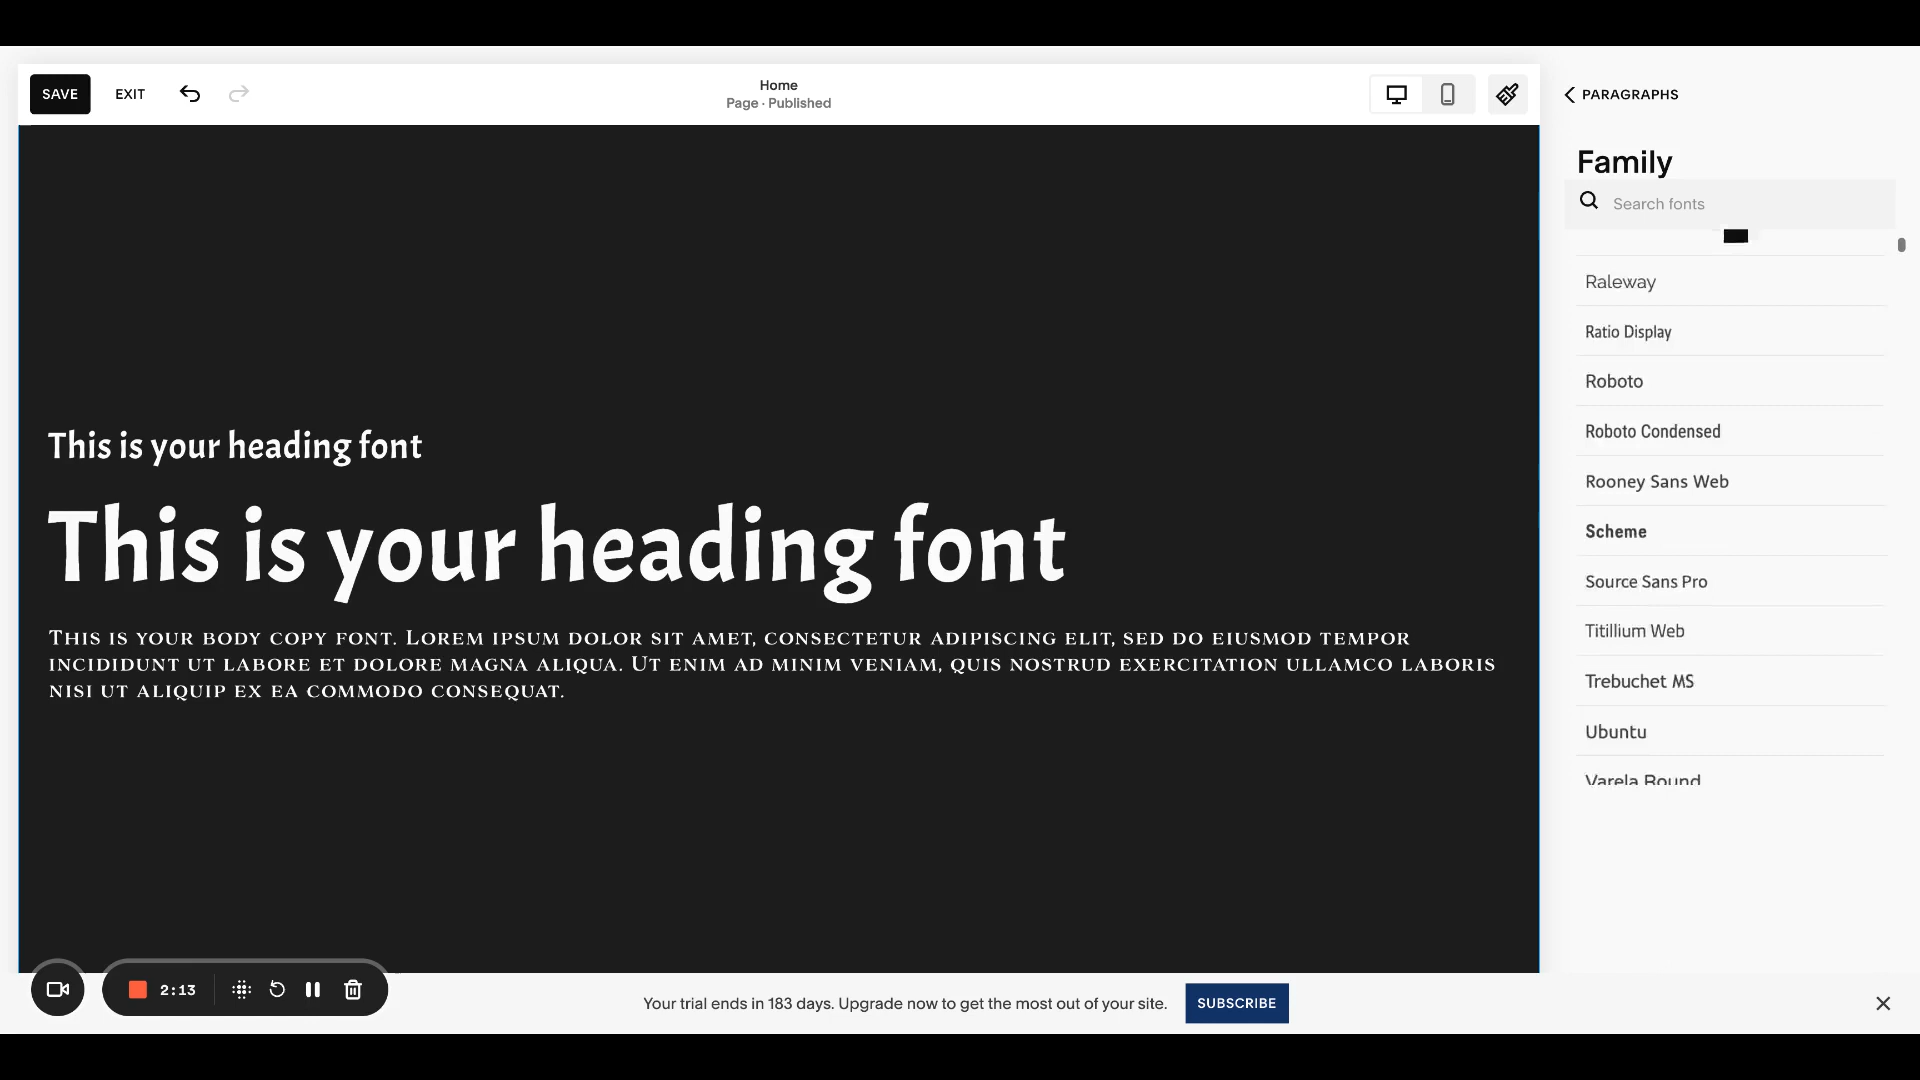 SAVE
EXIT
Home
Page · Published
PARAGRAPHS
Family
Search fonts
Raleway
Ratio Display
Roboto
Roboto Condensed
Rooney Sans Web
Scheme
Source Sans Pro
Titillium Web
Trebuchet MS
Ubuntu
Varela Round
This is your heading font
This is your heading font
This is your body copy font. Lorem ipsum dolor sit amet, consectetur adipiscing elit, sed do eiusmod tempor
incididunt ut labore et dolore magna aliqua. Ut enim ad minim veniam, quis nostrud exercitation ullamco laboris
nisi ut aliquip ex ea commodo consequat.
2:13
Your trial ends in 183 days. Upgrade now to get the most out of your site.
SUBSCRIBE